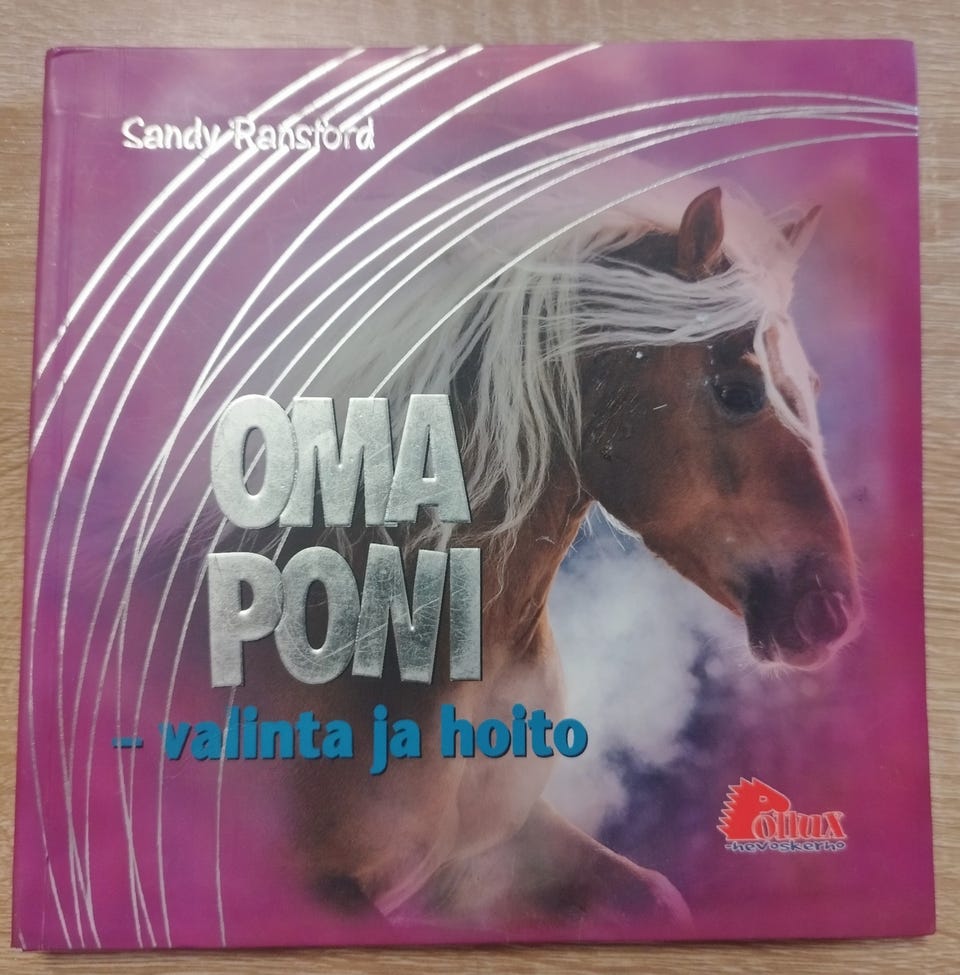 Sandy Ransford
OMA
PONI
– valinta ja hoito
Pollux
-hevoskerho